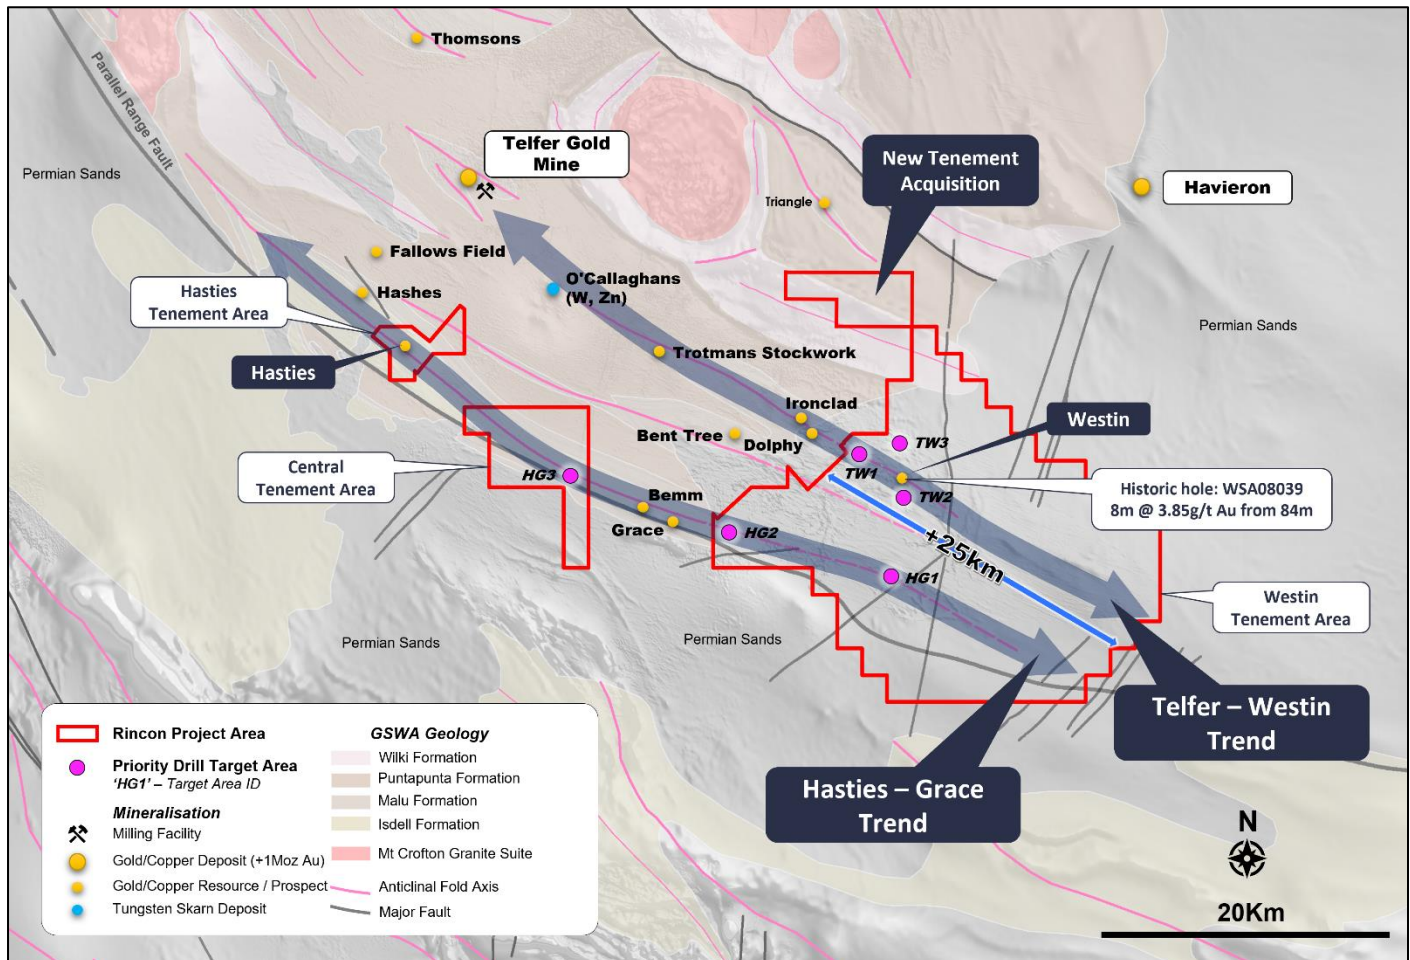 Thomsons
Parallel Range Fault
Telfer Gold
Mine
New Tenement
Acquisition
Permian Sands
Havieron
Triangle
Fallows Field
O'Callaghans
(W, Zn)
Hasties
Tenement Area
Hashes
Permian Sands
Trotmans Stockwork
Hasties
Ironclad
Westin
Bent Tree
Dolphy
TW3
TW1
Central
Tenement Area
HG3
TW2
Historic hole: WSA08039
8m @ 3.85g/t Au from 84m
Bemm
Grace
HG2
+25km
HG1
Westin
Tenement Area
Permian Sands
Permian Sands
Telfer – Westin
Trend
Hasties – Grace
Trend
Rincon Project Area
Priority Drill Target Area
'HG1' – Target Area ID
Mineralisation
Milling Facility
Gold/Copper Deposit (+1Moz Au)
Gold/Copper Resource / Prospect
Tungsten Skarn Deposit
GSWA Geology
Wilki Formation
Puntapunta Formation
Malu Formation
Isdell Formation
Mt Crofton Granite Suite
Anticlinal Fold Axis
Major Fault
N
20Km